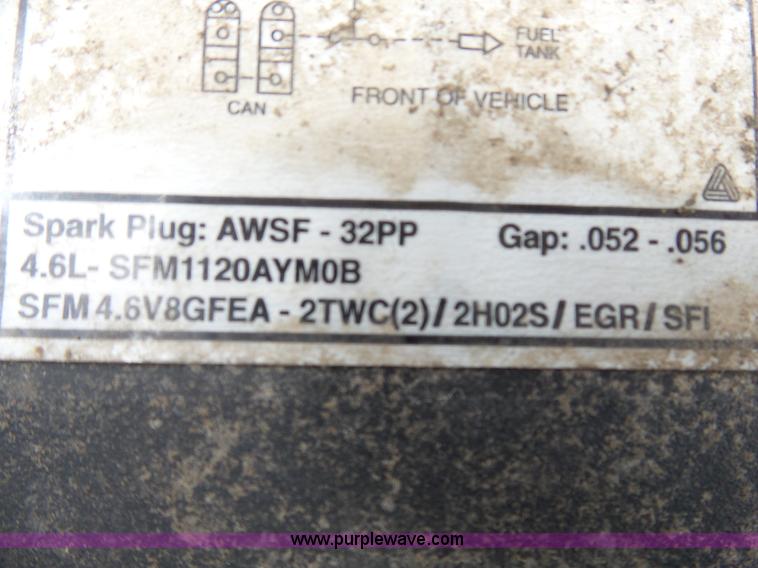 FUEL
TANK
CAN
FRONT OF VEHICLE
Spark Plug: AWSF - 32PP Gap: .052 - .056
4.6L- SFM1120AYM0B
SFM 4.6V8GFEA - 2TWC(2)/2H02S/EGR/SFI
www.purplewave.com